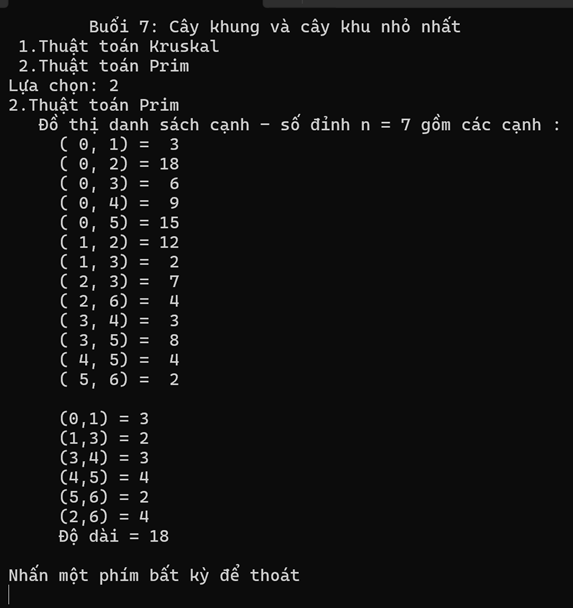 Buổi 7: Cây khung và cây khu nhỏ nhất
1.Thuật toán Kruskal
2.Thuật toán Prim
Lựa chọn: 2
2.Thuật toán Prim
Đồ thị danh sách cạnh - số đỉnh n = 7 gồm các cạnh :
( 0, 1) =  3
( 0, 2) = 18
( 0, 3) =  6
( 0, 4) =  9
( 0, 5) = 15
( 1, 2) = 12
( 1, 3) =  2
( 2, 3) =  7
( 2, 6) =  4
( 3, 4) =  3
( 3, 5) =  8
( 4, 5) =  4
( 5, 6) =  2
(0,1) = 3
(1,3) = 2
(3,4) = 3
(4,5) = 4
(5,6) = 2
(2,6) = 4
Độ dài = 18
Nhấn một phím bất kỳ để thoát